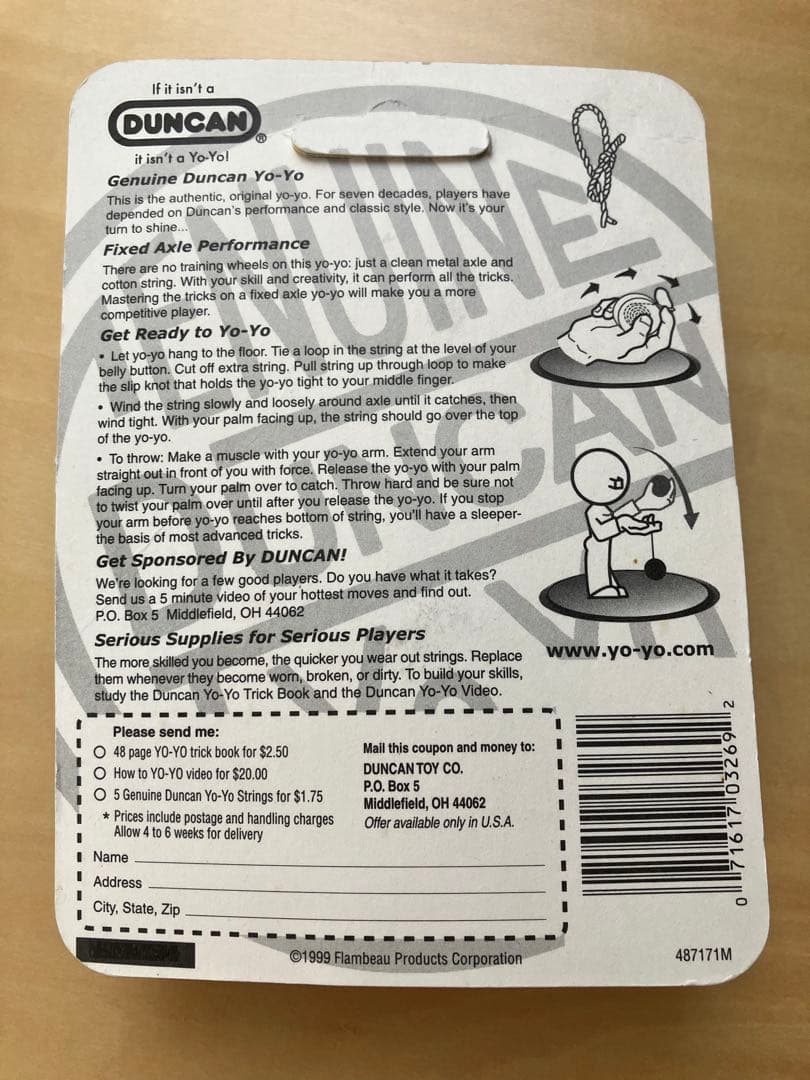 If it isn't a
DUNCAN®
it isn't a Yo-Yo!
Genuine Duncan Yo-Yo
This is the authentic, original yo-yo. For seven decades, players have
depended on Duncan's performance and classic style. Now it's your
turn to shine...
Fixed Axle Performance
There are no training wheels on this yo-yo: just a clean metal axle and
cotton string. With your skill and creativity, it can perform all the tricks.
Mastering the tricks on a fixed axle yo-yo will make you a more
competitive player.
Get Ready to Yo-Yo
• Let yo-yo hang to the floor. Tie a loop in the string at the level of your
belly button. Cut off extra string. Pull string up through loop to make
the slip knot that holds the yo-yo tight to your middle finger.
• Wind the string slowly and loosely around axle until it catches, then
wind tight. With your palm facing up, the string should go over the top
of the yo-yo.
• To throw: Make a muscle with your yo-yo arm. Extend your arm
straight out in front of you with force. Release the yo-yo with your palm
facing up. Turn your palm over to catch. Throw hard and be sure not
to twist your palm over until after you release the yo-yo. If you stop
your arm before yo-yo reaches bottom of string, you'll have a sleeper-
the basis of most advanced tricks.
Get Sponsored By DUNCAN!
We're looking for a few good players. Do you have what it takes?
Send us a 5 minute video of your hottest moves and find out.
P.O. Box 5 Middlefield, OH 44062
Serious Supplies for Serious Players
The more skilled you become, the quicker you wear out strings. Replace
them whenever they become worn, broken, or dirty. To build your skills,
study the Duncan Yo-Yo Trick Book and the Duncan Yo-Yo Video.
www.yo-yo.com
Please send me:
48 page YO-YO trick book for $2.50
How to YO-YO video for $20.00
5 Genuine Duncan Yo-Yo Strings for $1.75
* Prices include postage and handling charges
Allow 4 to 6 weeks for delivery
Mail this coupon and money to:
DUNCAN TOY CO.
P.O. Box 5
Middlefield, OH 44062
Offer available only in U.S.A.
Name
Address
City, State, Zip
0 71617 03269 2
©1999 Flambeau Products Corporation
487171M